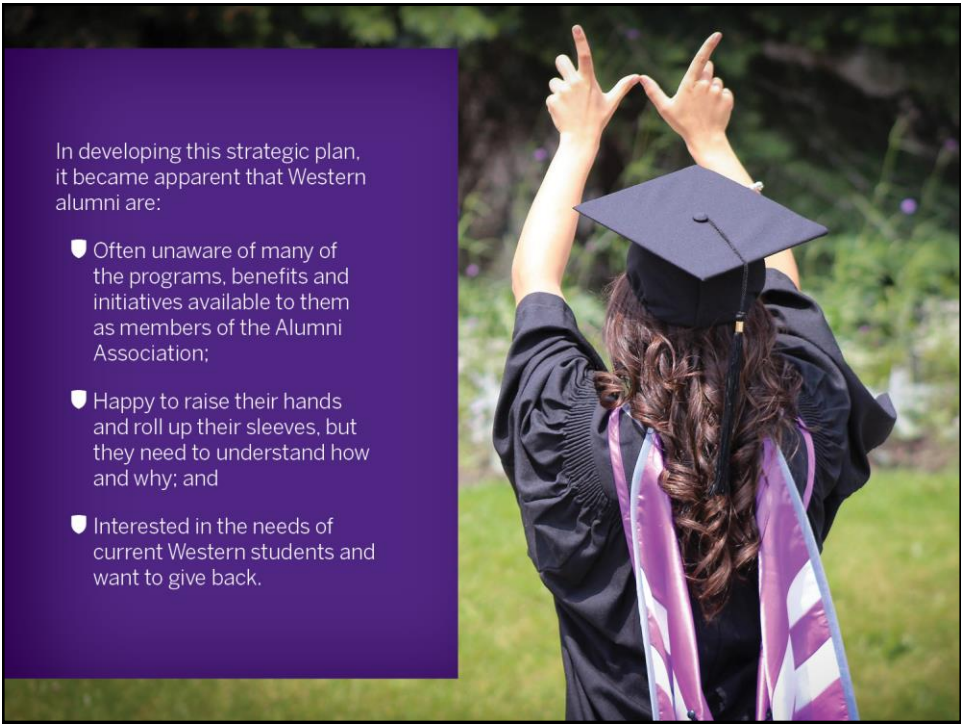 In developing this strategic plan,
it became apparent that Western
alumni are:
Often unaware of many of
the programs, benefits and
initiatives available to them
as members of the Alumni
Association;
Happy to raise their hands
and roll up their sleeves, but
they need to understand how
and why; and
Interested in the needs of
current Western students and
want to give back.